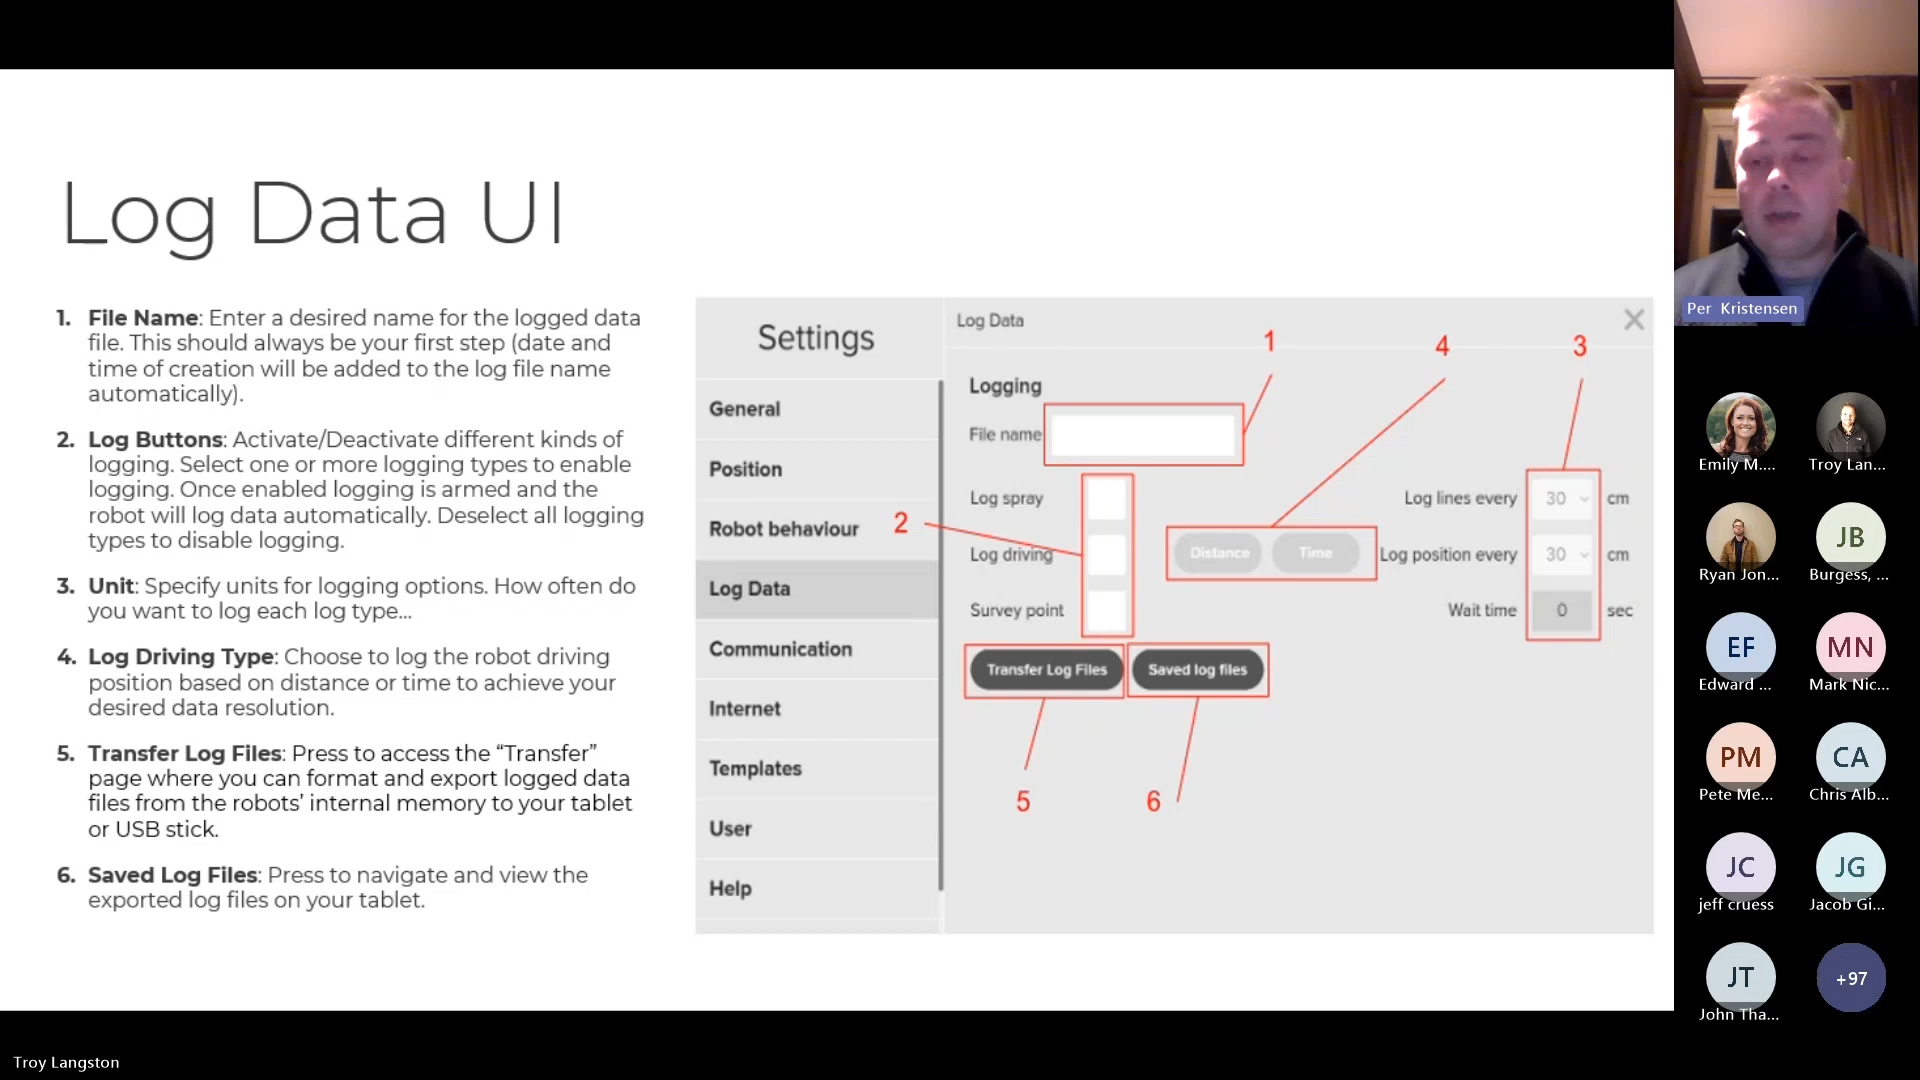 Log Data UI
1. File Name: Enter a desired name for the logged data
file. This should always be your first step (date and
time of creation will be added to the log file name
automatically).
2. Log Buttons: Activate/Deactivate different kinds of
logging. Select one or more logging types to enable
logging. Once enabled logging is armed and the
robot will log data automatically. Deselect all logging
types to disable logging.
3. Unit: Specify units for logging options. How often do
you want to log each log type...
4. Log Driving Type: Choose to log the robot driving
position based on distance or time to achieve your
desired data resolution.
5. Transfer Log Files: Press to access the “Transfer”
page where you can format and export logged data
files from the robots’ internal memory to your tablet
or USB stick.
6. Saved Log Files: Press to navigate and view the
exported log files on your tablet.
Settings
General
Position
Robot behaviour
Log Data
Communication
Internet
Templates
User
Help
Log Data
1
4
3
Logging
File name
Log spray
Log lines every 30 cm
2
Log driving
Distance
Time
Log position every 30 cm
Survey point
Wait time 0 sec
Transfer Log Files
Saved log files
5
6
Per Kristensen
Emily M....
Troy Lan...
Ryan Jon...
JB
Burgess, ...
EF
Edward ...
MN
Mark Nic...
PM
Pete Me...
CA
Chris Alb...
JC
jeff cruess
JG
Jacob Gi...
JT
John Tha...
+97
Troy Langston